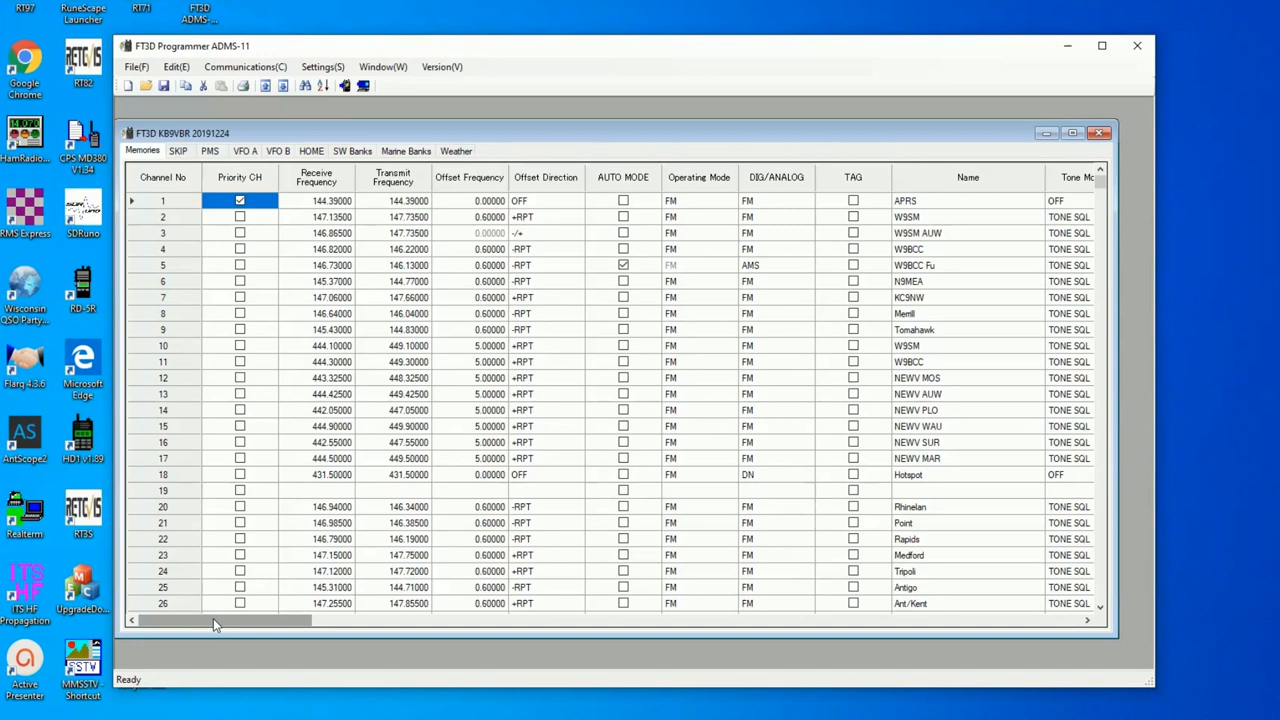 RT97
RuneScape Launcher
RT71
FT3D ADMS-...
Google Chrome
RT82
HamRadio...
CPS MD380 V1.34
RMS Express
SDRuno
Wisconsin QSO Party...
RD-5R
Flarq 4.3.6
Microsoft Edge
AntScope2
HD1 v1.89
Realterm
RT3S
ITS HF Propagation
UpgradeDo...
Active Presenter
MMSSTV - Shortcut
FT3D Programmer ADMS-11
File(F) Edit(E) Communications(C) Settings(S) Window(W) Version(V)
FT3D KB9VBR 20191224
Memories SKIP PMS VFO A VFO B HOME SW Banks Marine Banks Weather
Channel No Priority CH Receive Frequency Transmit Frequency Offset Frequency Offset Direction AUTO MODE Operating Mode DIG/ANALOG TAG Name Tone Mo
1 144.39000 144.39000 0.00000 OFF FM FM APRS OFF
2 147.13500 147.73500 0.60000 +RPT FM FM W9SM TONE SQL
3 146.86500 147.73500 0.00000 -/+ FM FM W9SM AUW TONE SQL
4 146.82000 146.22000 0.60000 -RPT FM FM W9BCC TONE SQL
5 146.73000 146.13000 0.60000 -RPT FM AMS W9BCC Fu TONE SQL
6 145.37000 144.77000 0.60000 -RPT FM FM N9MEA TONE SQL
7 147.06000 147.66000 0.60000 +RPT FM FM KC9NW TONE SQL
8 146.64000 146.04000 0.60000 -RPT FM FM Merrill TONE SQL
9 145.43000 144.83000 0.60000 -RPT FM FM Tomahawk TONE SQL
10 444.10000 449.10000 5.00000 +RPT FM FM W9SM TONE SQL
11 444.30000 449.30000 5.00000 +RPT FM FM W9BCC TONE SQL
12 443.32500 448.32500 5.00000 +RPT FM FM NEWV MOS TONE SQL
13 444.42500 449.42500 5.00000 +RPT FM FM NEWV AUW TONE SQL
14 442.05000 447.05000 5.00000 +RPT FM FM NEWV PLO TONE SQL
15 444.90000 449.90000 5.00000 +RPT FM FM NEWV WAU TONE SQL
16 442.55000 447.55000 5.00000 +RPT FM FM NEWV SUR TONE SQL
17 444.50000 449.50000 5.00000 +RPT FM FM NEWV MAR TONE SQL
18 431.50000 431.50000 0.00000 OFF FM DN Hotspot OFF
19
20 146.94000 146.34000 0.60000 -RPT FM FM Rhinelan TONE SQL
21 146.98500 146.38500 0.60000 -RPT FM FM Point TONE SQL
22 146.79000 146.19000 0.60000 -RPT FM FM Rapids TONE SQL
23 147.15000 147.75000 0.60000 +RPT FM FM Medford TONE SQL
24 147.12000 147.72000 0.60000 +RPT FM FM Tripoli TONE SQL
25 145.31000 144.71000 0.60000 -RPT FM FM Antigo TONE SQL
26 147.25500 147.85500 0.60000 +RPT FM FM Ant/Kent TONE SQL
Ready